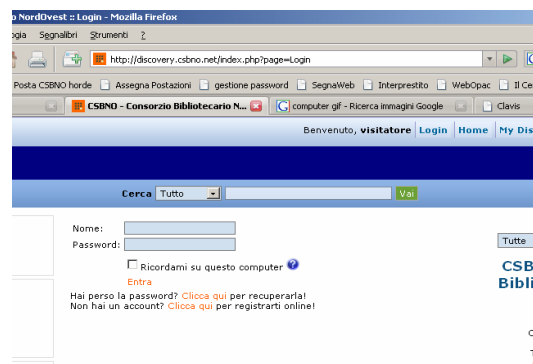 o NordOvest :: Login - Mozilla Firefox
ogia Segnalibri Strumenti ?
http://discovery.csbno.net/index.php?page=Login
Posta CSBNO horde Assegna Postazioni gestione password SegnaWeb Interprestito WebOpac Il Ce
CSBNO - Consorzio Bibliotecario N... computer gif - Ricerca immagini Google Clavis
Benvenuto, visitatore Login Home My Dis
Cerca Tutto Vai
Nome:
Password:
Tutte
Ricordami su questo computer ?
CSB
Entra
Bibli
Hai perso la password? Clicca qui per recuperarla!
Non hai un account? Clicca qui per registrarti online!